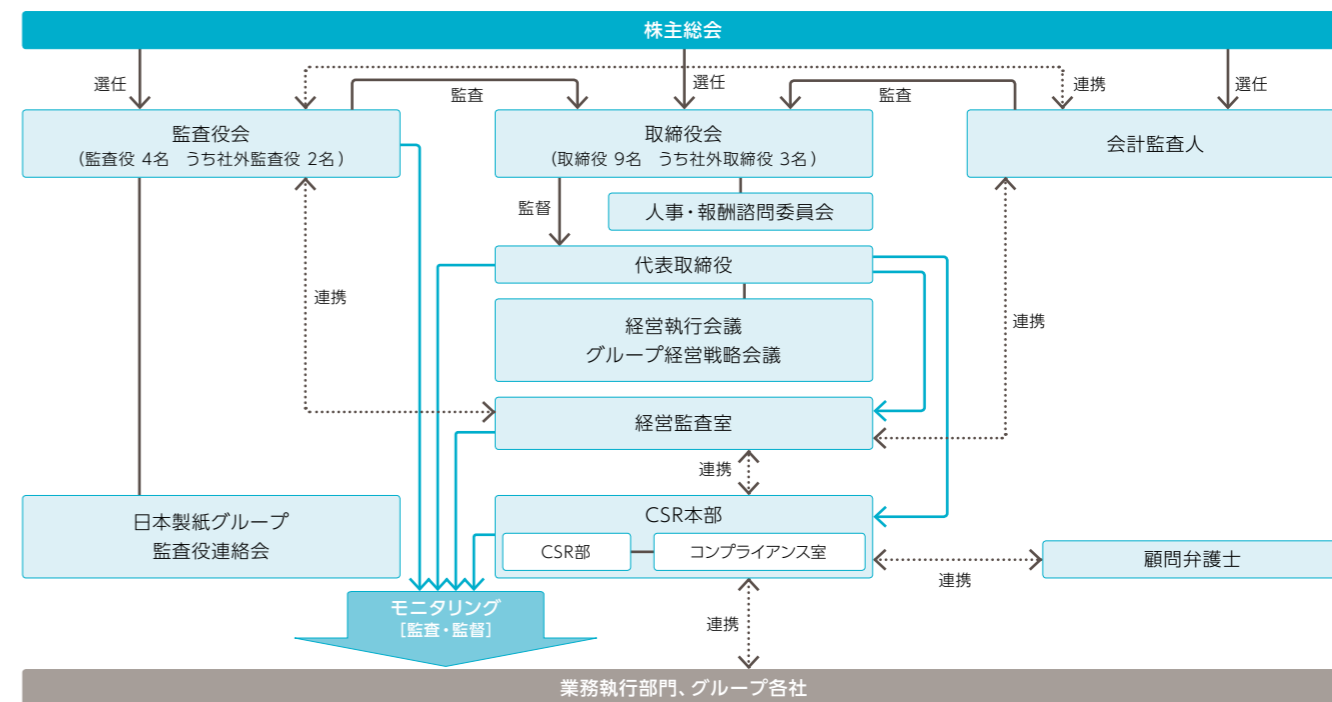 株主総会
選任
監査
選任
監査
連携
選任
監査役会
(監査役 4名 うち社外監査役 2名)
取締役会
(取締役 9名 うち社外取締役 3名)
会計監査人
監督
人事・報酬諮問委員会
代表取締役
連携
経営執行会議
グループ経営戦略会議
連携
経営監査室
連携
日本製紙グループ
監査役連絡会
CSR本部
CSR部
コンプライアンス室
連携
顧問弁護士
モニタリング
[監査・監督]
連携
業務執行部門、グループ各社